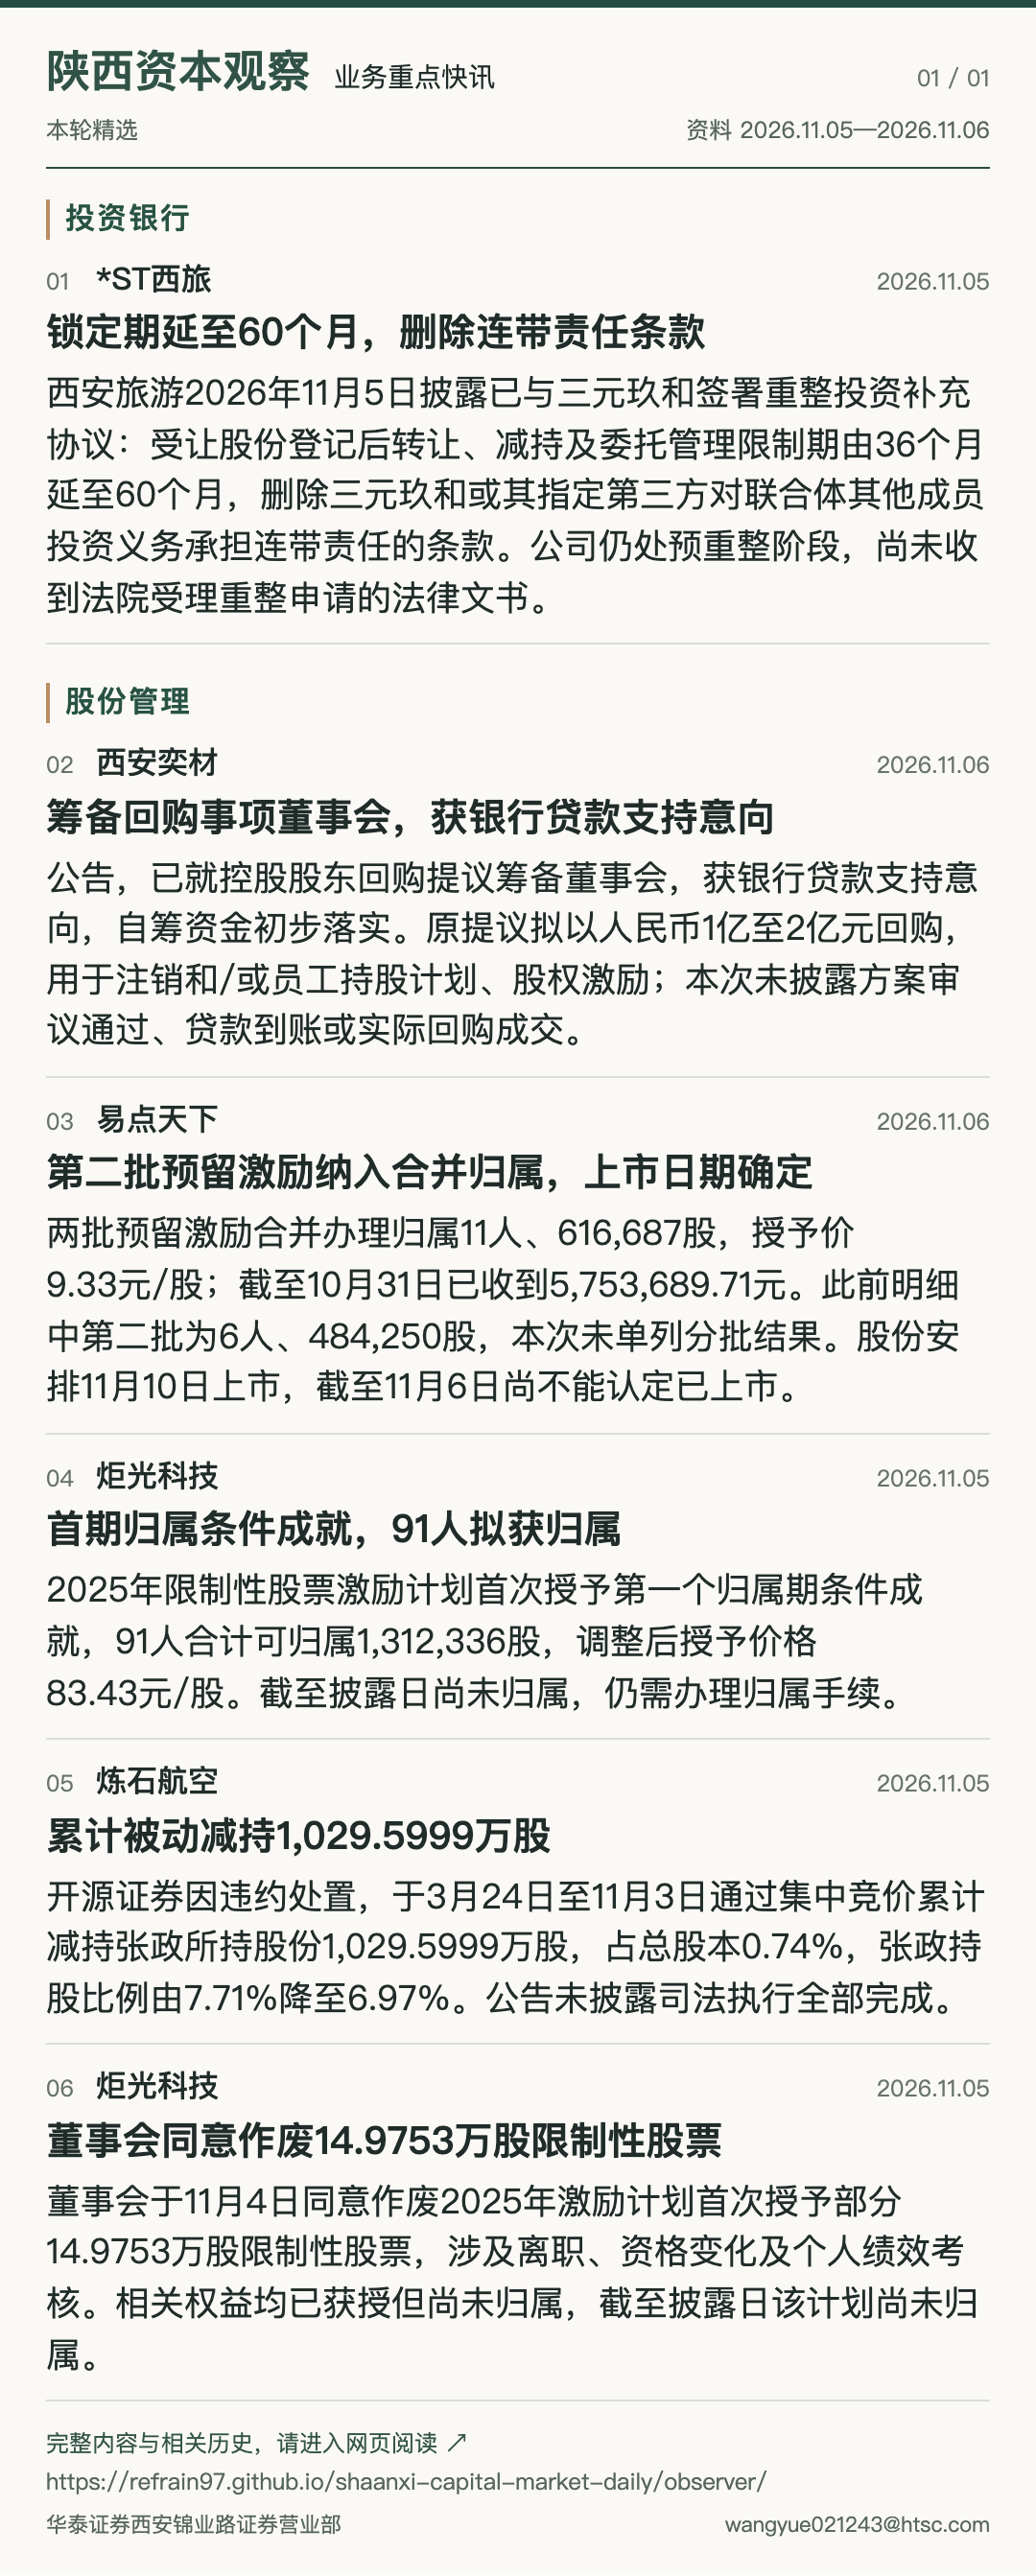 陕西资本观察 业务重点快讯 01 / 01
本轮精选 资料 2026.11.05—2026.11.06
投资银行
01 *ST西旅 2026.11.05
锁定期延至60个月，删除连带责任条款
西安旅游2026年11月5日披露已与三元玖和签署重整投资补充
协议：受让股份登记后转让、减持及委托管理限制期由36个月
延至60个月，删除三元玖和或其指定第三方对联合体其他成员
投资义务承担连带责任的条款。公司仍处预重整阶段，尚未收
到法院受理重整申请的法律文书。
股份管理
02 西安奕材 2026.11.06
筹备回购事项董事会，获银行贷款支持意向
公告，已就控股股东回购提议筹备董事会，获银行贷款支持意
向，自筹资金初步落实。原提议拟以人民币1亿至2亿元回购，
用于注销和/或员工持股计划、股权激励；本次未披露方案审
议通过、贷款到账或实际回购成交。
03 易点天下 2026.11.06
第二批预留激励纳入合并归属，上市日期确定
两批预留激励合并办理归属11人、616,687股，授予价
9.33元/股；截至10月31日已收到5,753,689.71元。此前明细
中第二批为6人、484,250股，本次未单列分批结果。股份安
排11月10日上市，截至11月6日尚不能认定已上市。
04 炬光科技 2026.11.05
首期归属条件成就，91人拟获归属
2025年限制性股票激励计划首次授予第一个归属期条件成
就，91人合计可归属1,312,336股，调整后授予价格
83.43元/股。截至披露日尚未归属，仍需办理归属手续。
05 炼石航空 2026.11.05
累计被动减持1,029.5999万股
开源证券因违约处置，于3月24日至11月3日通过集中竞价累计
减持张政所持股份1,029.5999万股，占总股本0.74%，张政持
股比例由7.71%降至6.97%。公告未披露司法执行全部完成。
06 炬光科技 2026.11.05
董事会同意作废14.9753万股限制性股票
董事会于11月4日同意作废2025年激励计划首次授予部分
14.9753万股限制性股票，涉及离职、资格变化及个人绩效考
核。相关权益均已获授但尚未归属，截至披露日该计划尚未归
属。
完整内容与相关历史，请进入网页阅读 ↗
https://refrain97.github.io/shaanxi-capital-market-daily/observer/
华泰证券西安锦业路证券营业部 wangyue021243@htsc.com